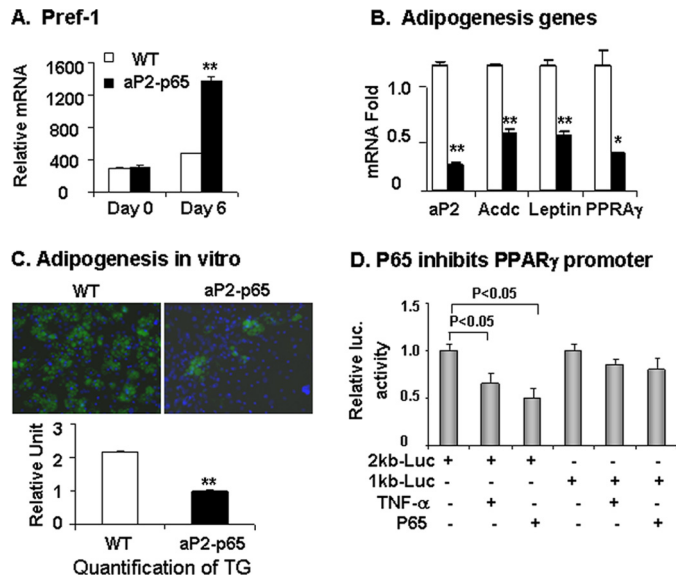 A. Pref-1
WT
aP2-p65
Relative mRNA
1600
1200
800
400
0
**
Day 0 Day 6
B. Adipogenesis genes
mRNA Fold
1.0
0.5
0
** ** ** *
aP2 Acdc Leptin PPRAγ
C. Adipogenesis in vitro
WT aP2-p65
Relative Unit
3
2
1
0
**
WT aP2-p65
Quantification of TG
D. P65 inhibits PPARγ promoter
Relative luc.
activity
1.5
1.0
0.5
0
P<0.05
P<0.05
2kb-Luc + + + - - -
1kb-Luc - - - + + +
TNF-α - + - - + -
P65 - - + - - +